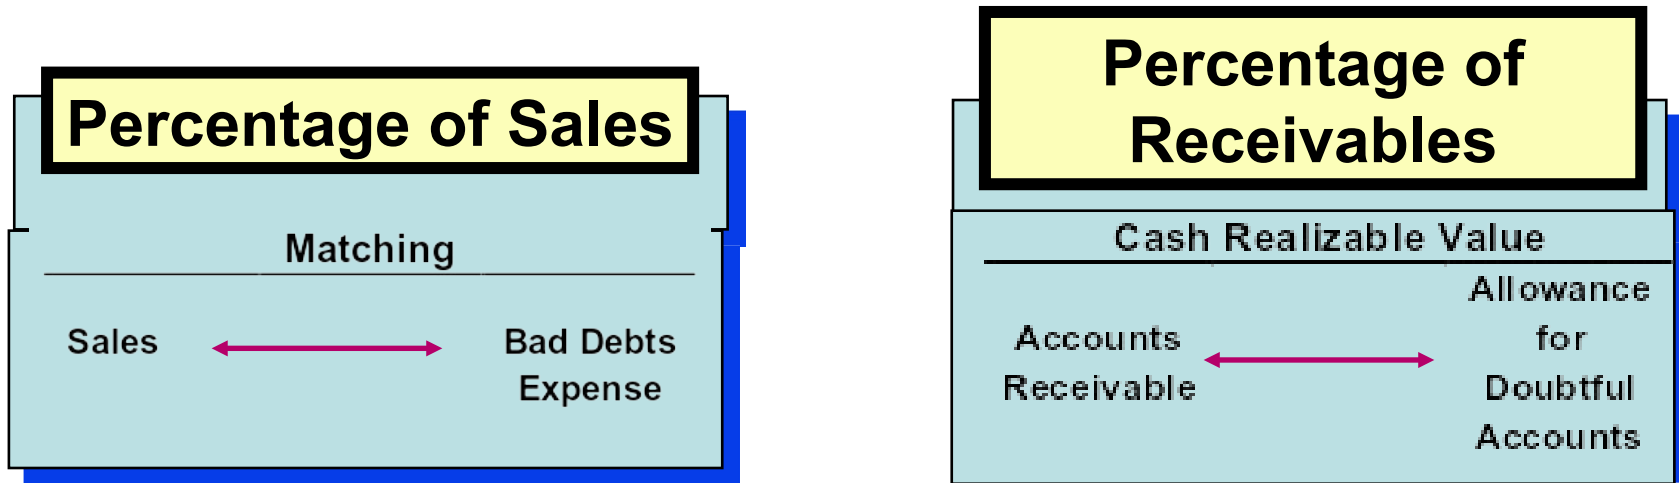 Percentage of Sales
Matching
Sales
Bad Debts
Expense
Percentage of
Receivables
Cash Realizable Value
Accounts
Receivable
Allowance
for
Doubtful
Accounts